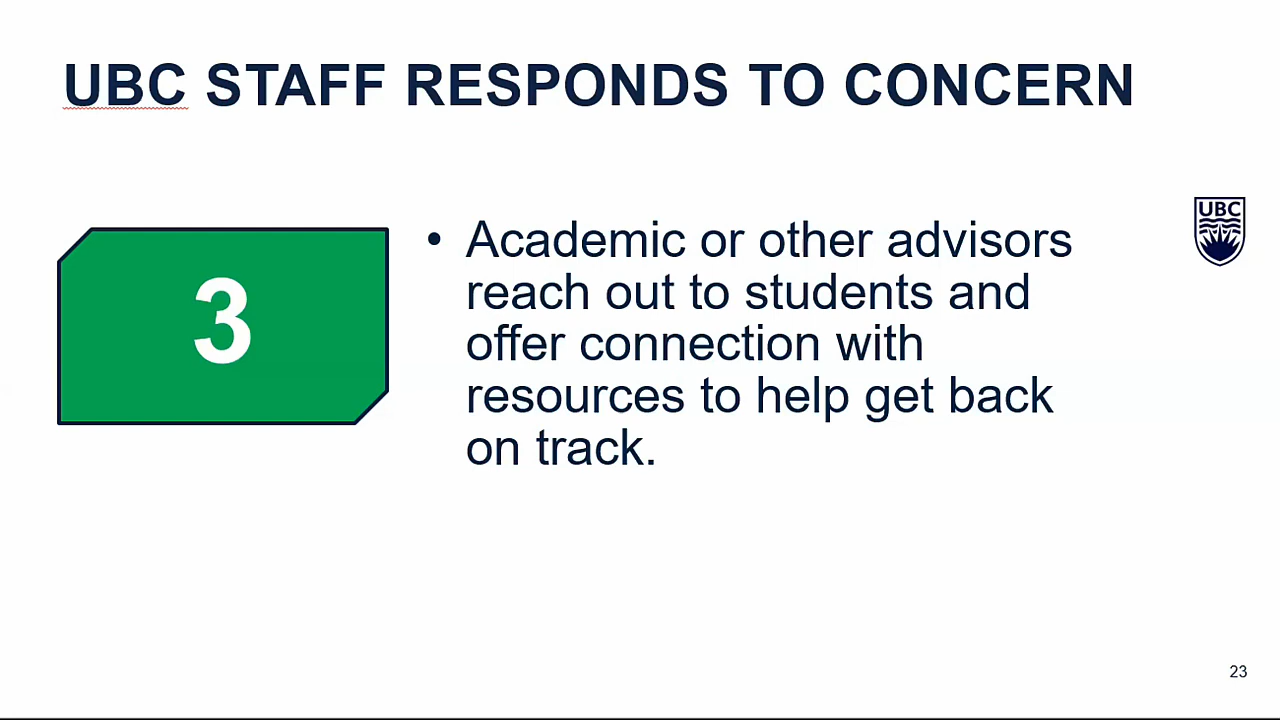 UBC STAFF RESPONDS TO CONCERN
3
• Academic or other advisors
reach out to students and
offer connection with
resources to help get back
on track.
UBC
23